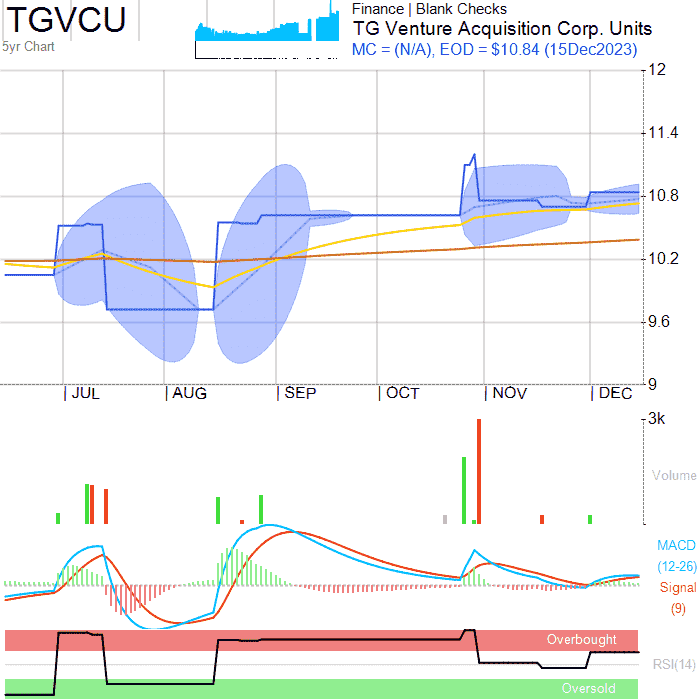 TGVCU
5yr Chart
Finance | Blank Checks
TG Venture Acquisition Corp. Units
MC = (N/A), EOD = $10.84 (15Dec2023)
12
11.4
10.8
10.2
9.6
9
JUL AUG SEP OCT NOV DEC
3k
Volume
MACD
(12-26)
Signal
(9)
Overbought
RSI(14)
Oversold